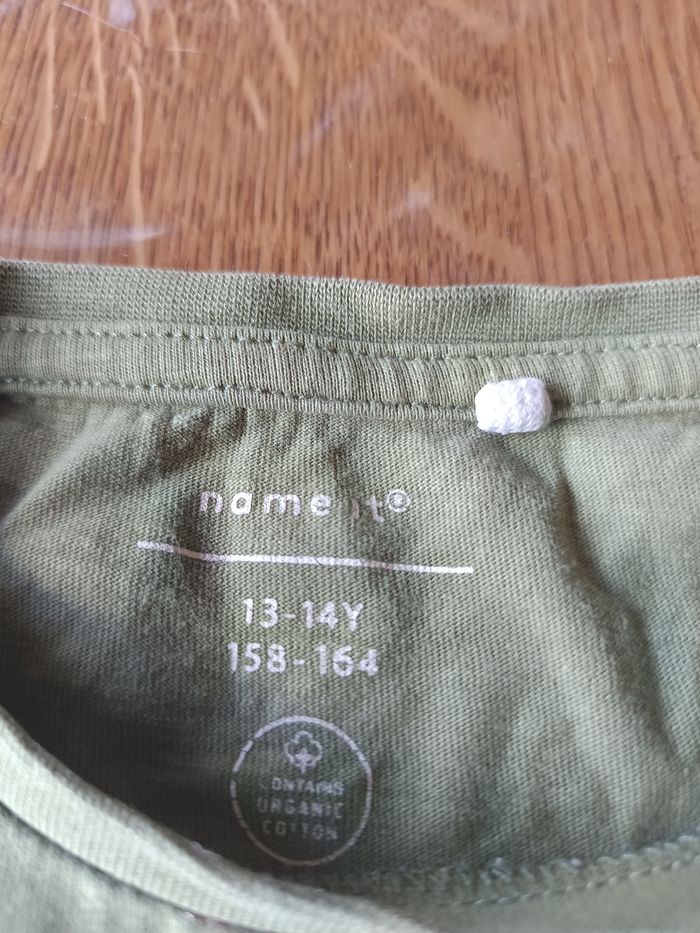 name it®
13-14Y
158-164
CONTAINS
ORGANIC
COTTON